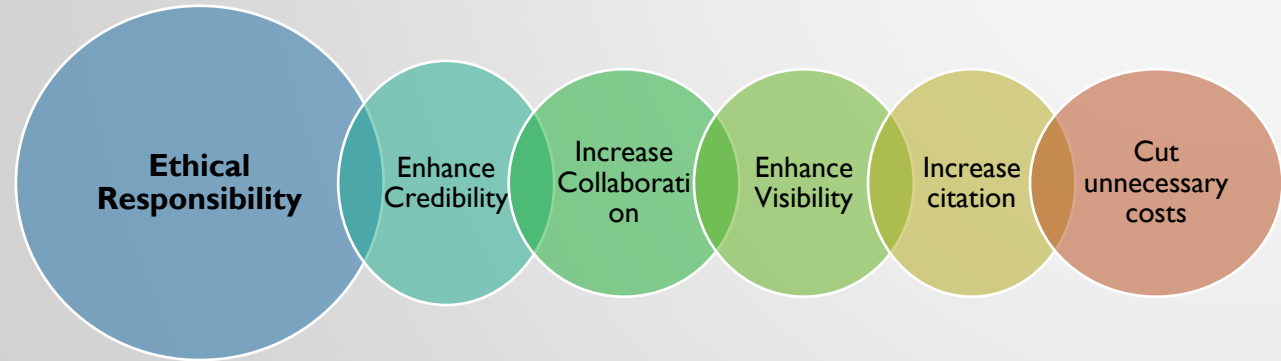 Ethical
Responsibility
Enhance
Credibility
Increase
Collaborati
on
Enhance
Visibility
Increase
citation
Cut
unnecessary
costs